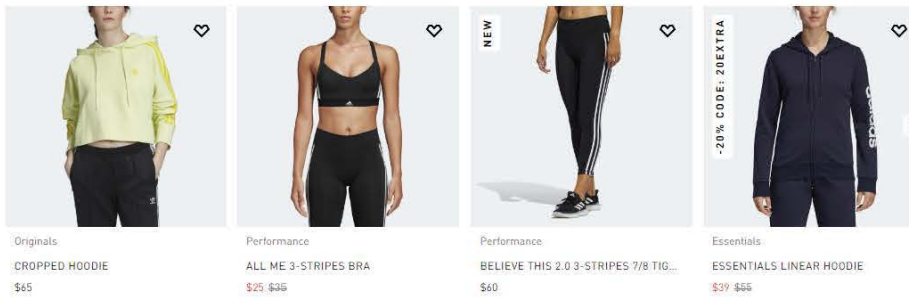 NEW
-20% CODE: 20EXTRA
adidas
Originals
CROPPED HOODIE
$65
Performance
ALL ME 3-STRIPES BRA
$25 $35
Performance
BELIEVE THIS 2.0 3-STRIPES 7/8 TIG...
$60
Essentials
ESSENTIALS LINEAR HOODIE
$39 $55